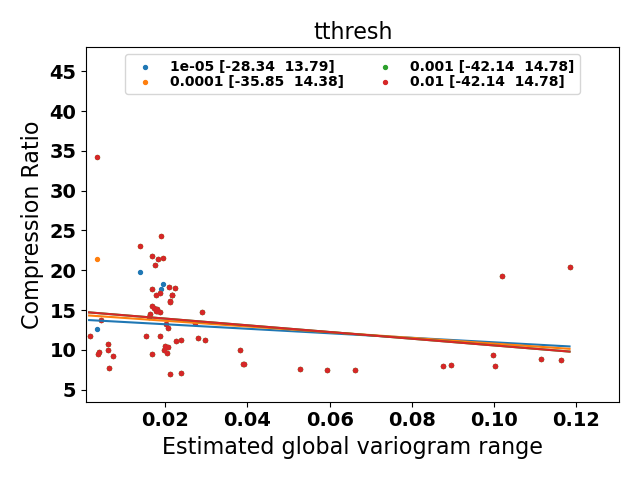 tthresh
1e-05 [-28.34  13.79]
0.0001 [-35.85  14.38]
0.001 [-42.14  14.78]
0.01 [-42.14  14.78]
Compression Ratio
45
40
35
30
25
20
15
10
5
0.02 0.04 0.06 0.08 0.10 0.12
Estimated global variogram range